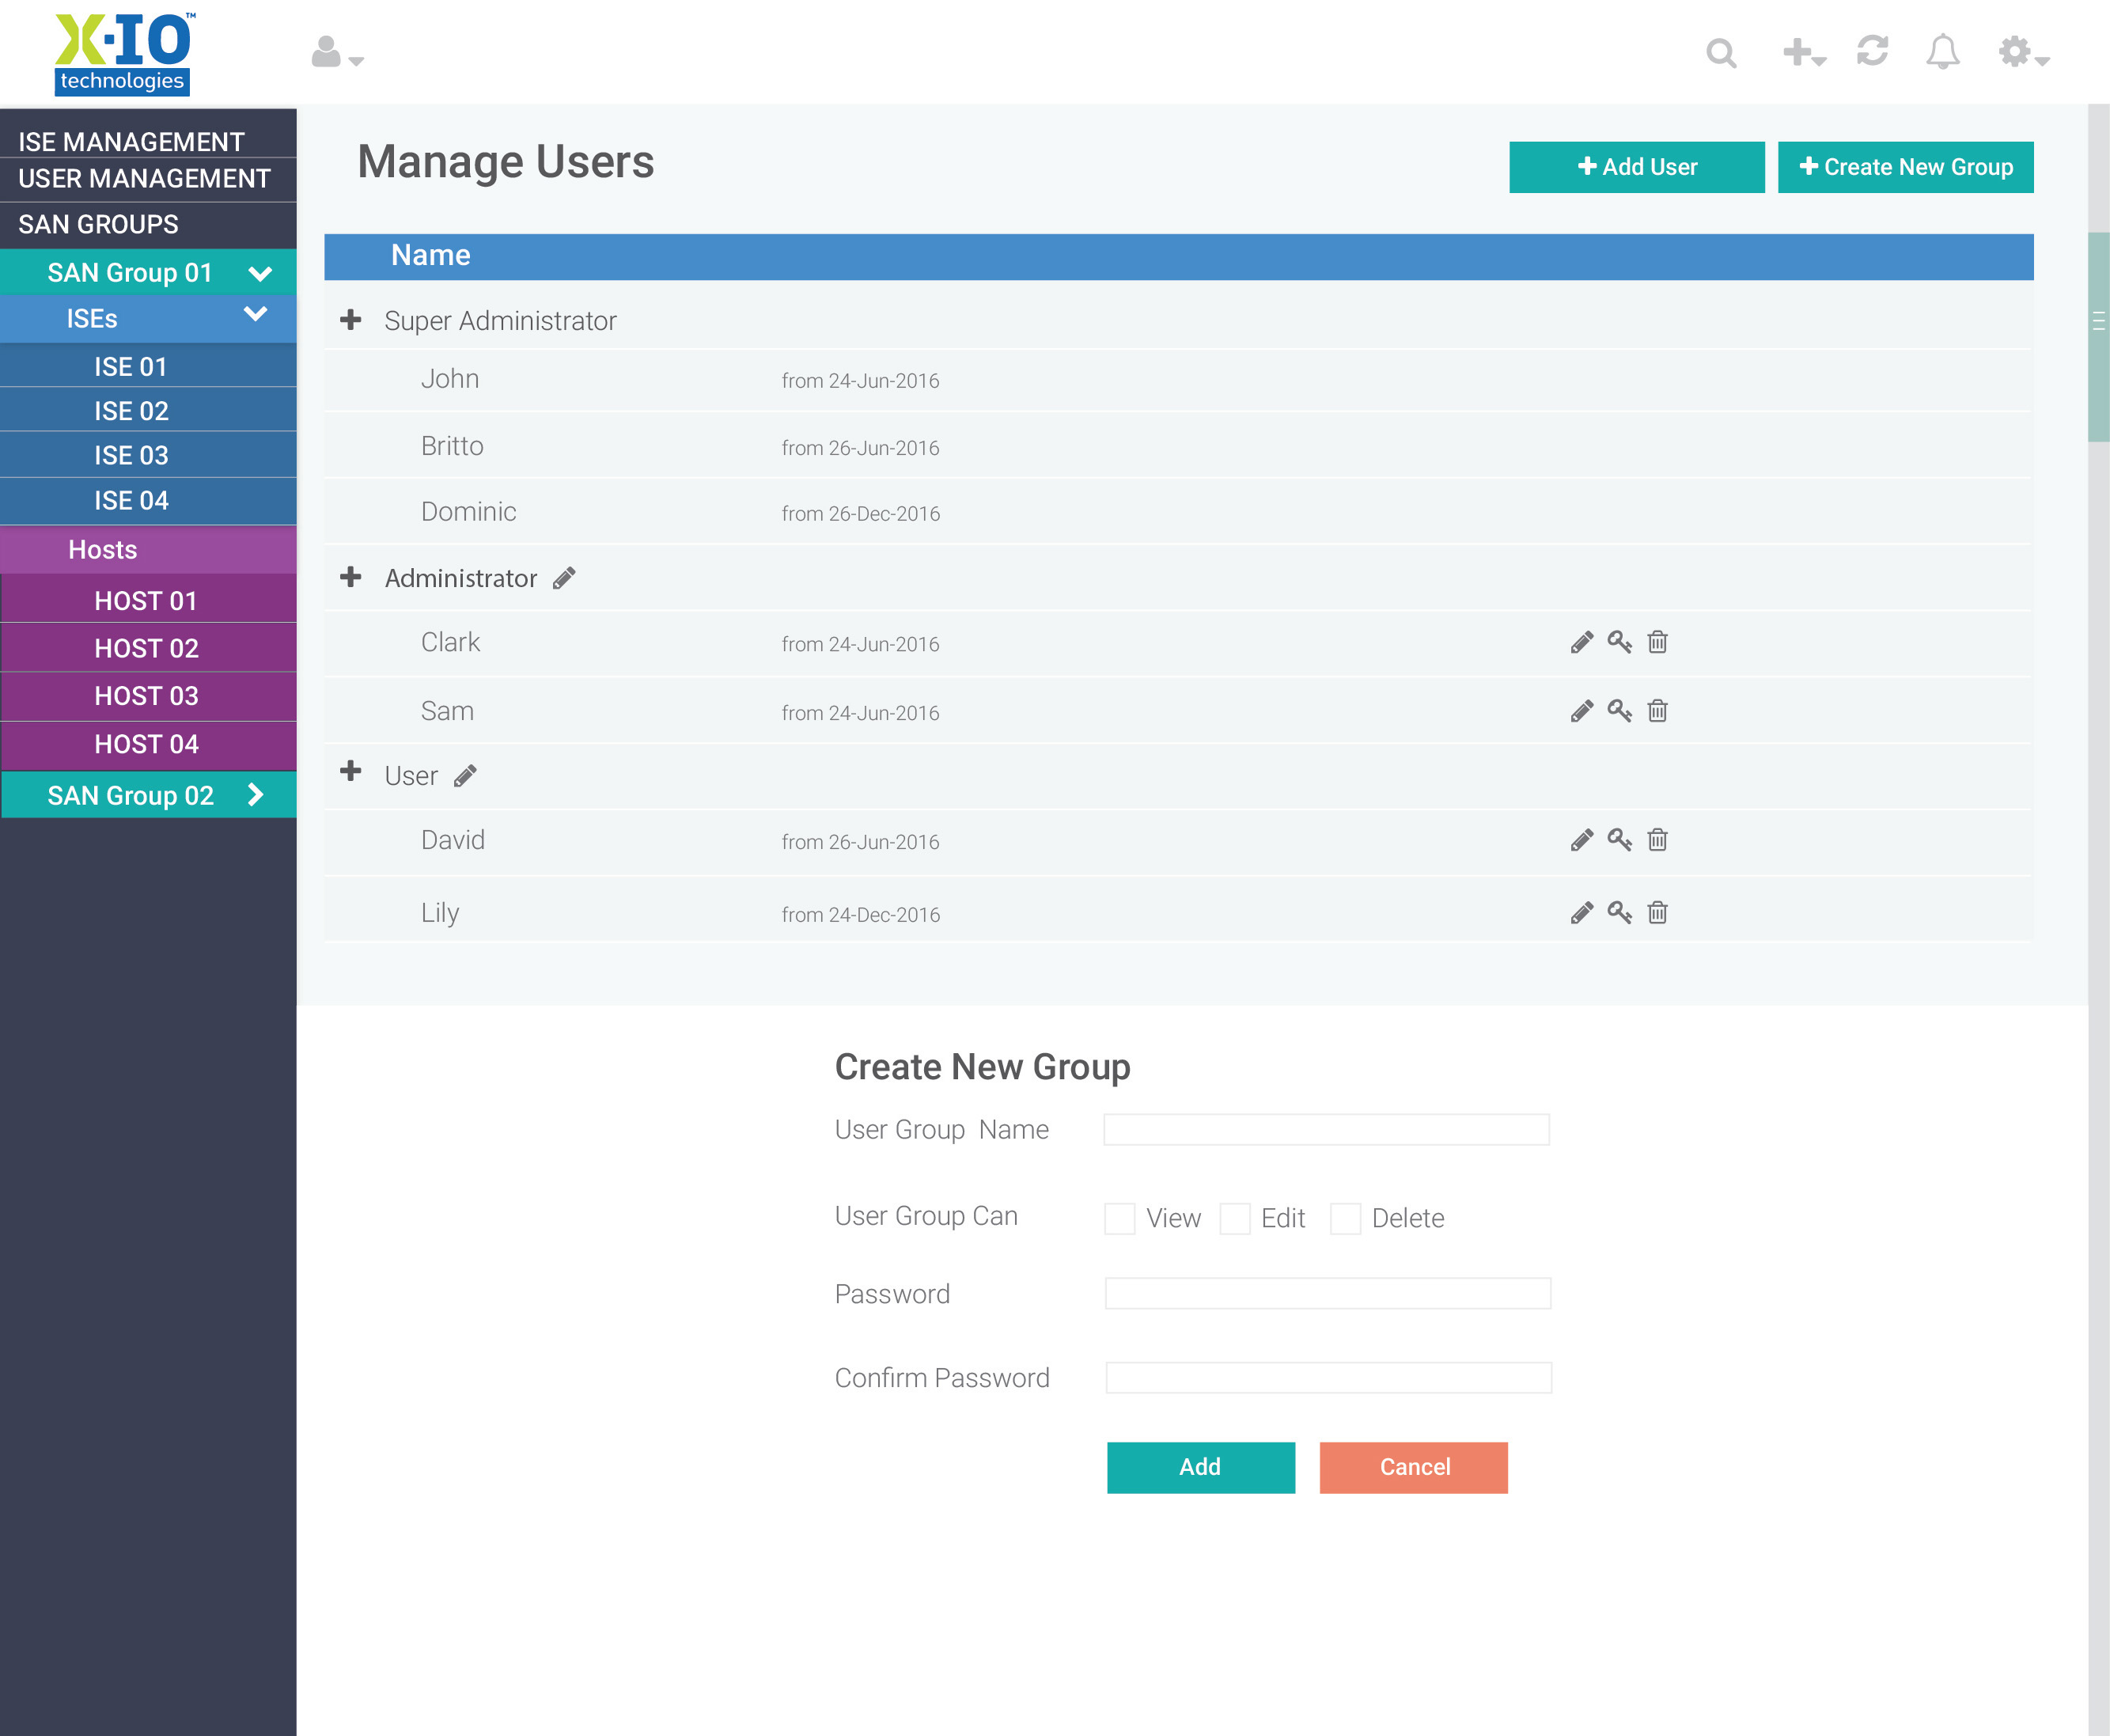 X-IO™
technologies
ISE MANAGEMENT
USER MANAGEMENT
SAN GROUPS
SAN Group 01
ISEs
ISE 01
ISE 02
ISE 03
ISE 04
Hosts
HOST 01
HOST 02
HOST 03
HOST 04
SAN Group 02
Manage Users
Add User
Create New Group
Name
Super Administrator
John from 24-Jun-2016
Britto from 26-Jun-2016
Dominic from 26-Dec-2016
Administrator
Clark from 24-Jun-2016
Sam from 24-Jun-2016
User
David from 26-Jun-2016
Lily from 24-Dec-2016
Create New Group
User Group Name
User Group Can View Edit Delete
Password
Confirm Password
Add Cancel